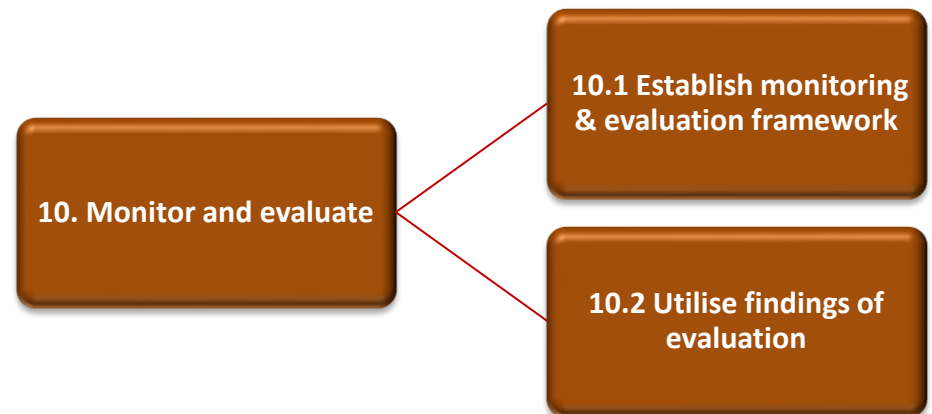 10. Monitor and evaluate
10.1 Establish monitoring
& evaluation framework
10.2 Utilise findings of
evaluation